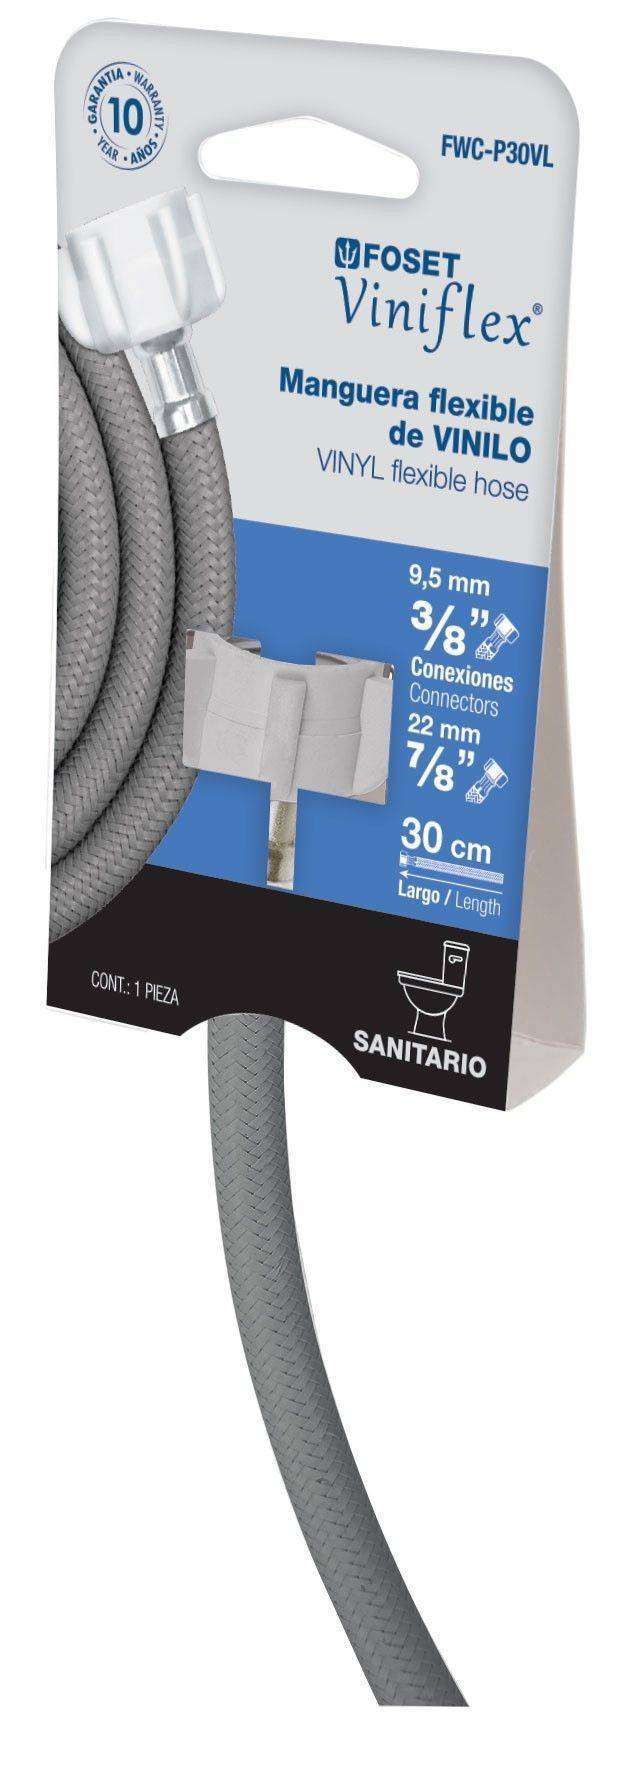 GARANTIA • WARRANTY
10
YEAR • AÑOS
FWC-P30VL
FOSET
Viniflex®
Manguera flexible
de VINILO
VINYL flexible hose
9,5 mm
3/8”
Conexiones
Connectors
22 mm
7/8”
30 cm
Largo / Length
CONT.: 1 PIEZA
SANITARIO